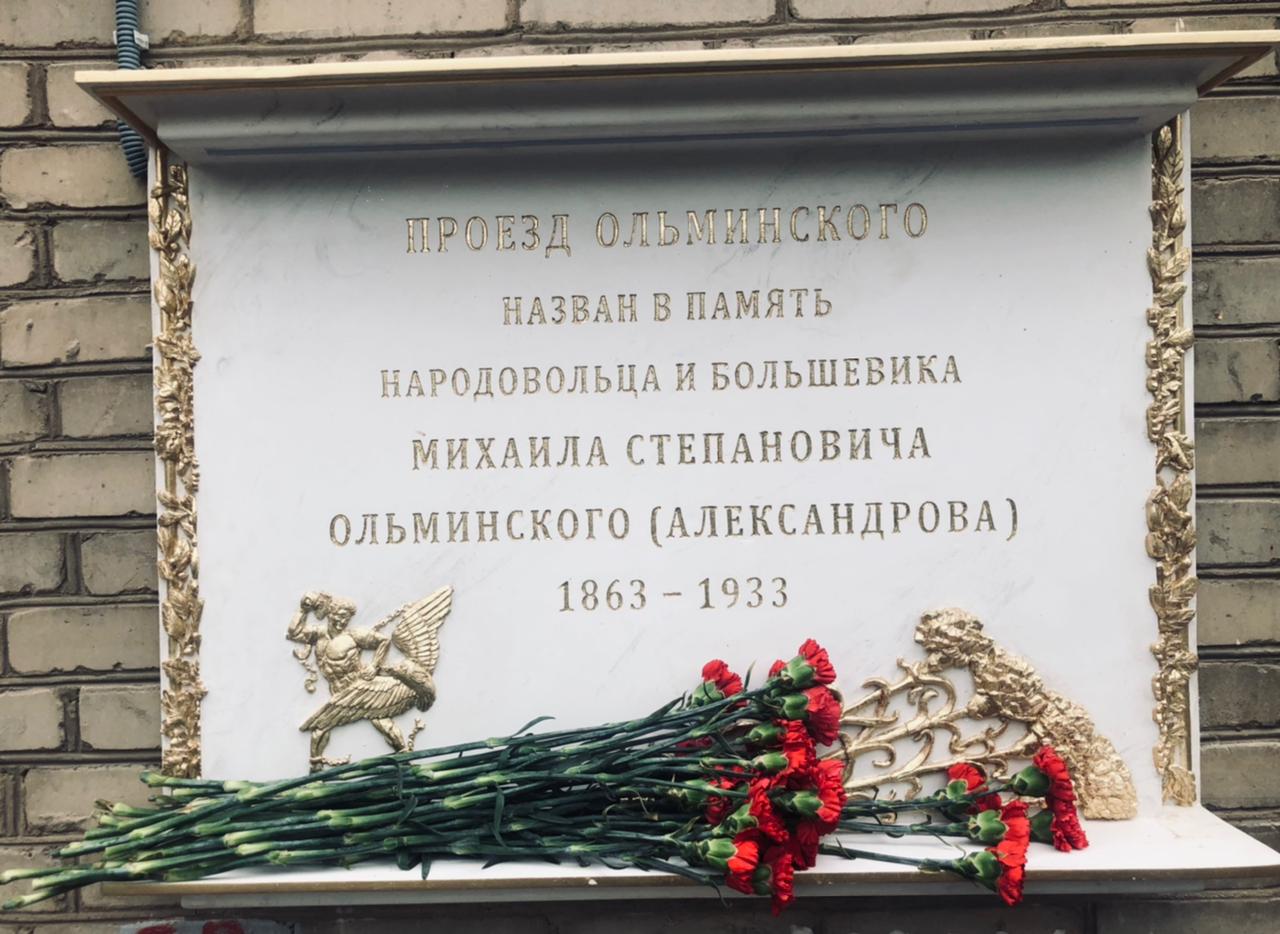 ПРОЕЗД ОЛЬМИНСКОГО
НАЗВАН В ПАМЯТЬ
НАРОДОВОЛЬЦА И БОЛЬШЕВИКА
МИХАИЛА СТЕПАНОВИЧА
ОЛЬМИНСКОГО (АЛЕКСАНДРОВА)
1863 – 1933